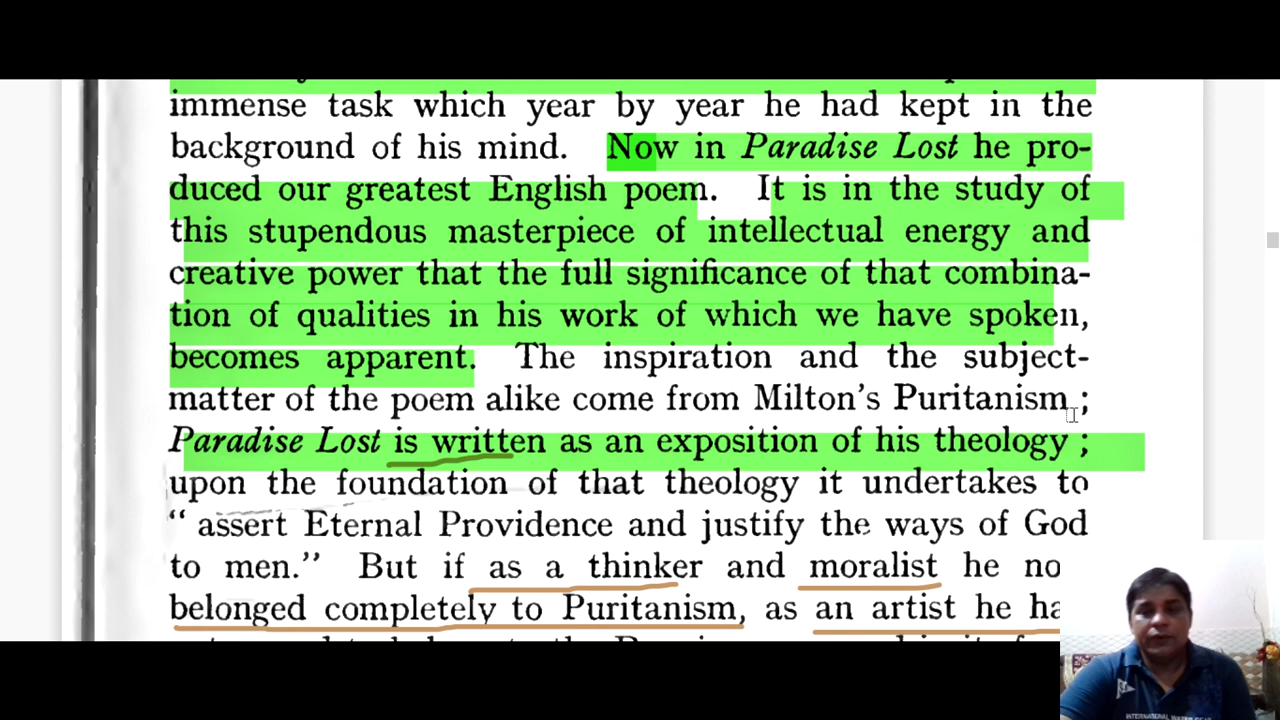 immense task which year by year he had kept in the
background of his mind. Now in Paradise Lost he pro-
duced our greatest English poem. It is in the study of
this stupendous masterpiece of intellectual energy and
creative power that the full significance of that combina-
tion of qualities in his work of which we have spoken,
becomes apparent. The inspiration and the subject-
matter of the poem alike come from Milton's Puritanism ;
Paradise Lost is written as an exposition of his theology ;
upon the foundation of that theology it undertakes to
“ assert Eternal Providence and justify the ways of God
to men.” But if as a thinker and moralist he no
belonged completely to Puritanism, as an artist he ha
INTERNATIONAL